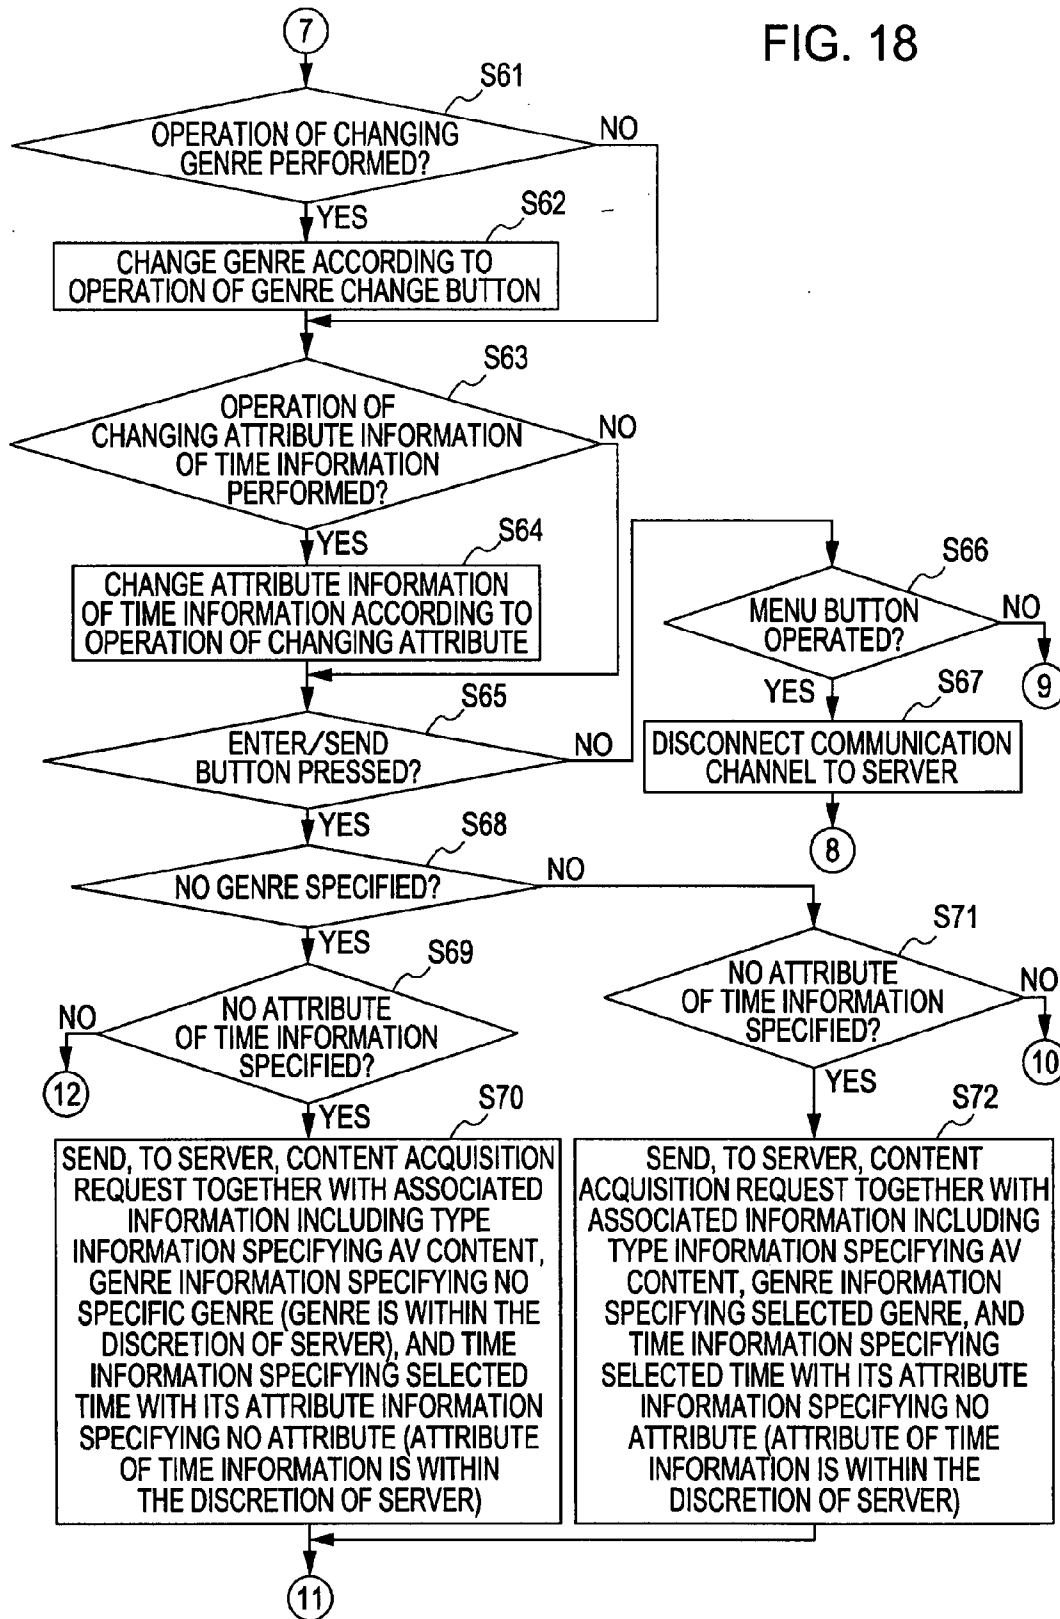 FIG. 18
7
S61
OPERATION OF CHANGING
GENRE PERFORMED?
NO
YES
S62
CHANGE GENRE ACCORDING TO
OPERATION OF GENRE CHANGE BUTTON
S63
OPERATION OF
CHANGING ATTRIBUTE INFORMATION
OF TIME INFORMATION
PERFORMED?
NO
YES
S64
CHANGE ATTRIBUTE INFORMATION
OF TIME INFORMATION ACCORDING TO
OPERATION OF CHANGING ATTRIBUTE
S65
ENTER/SEND
BUTTON PRESSED?
NO
YES
S66
MENU BUTTON
OPERATED?
NO
9
YES
S67
DISCONNECT COMMUNICATION
CHANNEL TO SERVER
8
S68
NO GENRE SPECIFIED?
NO
YES
S69
NO ATTRIBUTE
OF TIME INFORMATION
SPECIFIED?
NO
12
YES
S70
SEND, TO SERVER, CONTENT ACQUISITION
REQUEST TOGETHER WITH ASSOCIATED
INFORMATION INCLUDING TYPE
INFORMATION SPECIFYING AV CONTENT,
GENRE INFORMATION SPECIFYING NO
SPECIFIC GENRE (GENRE IS WITHIN THE
DISCRETION OF SERVER), AND TIME
INFORMATION SPECIFYING SELECTED
TIME WITH ITS ATTRIBUTE INFORMATION
SPECIFYING NO ATTRIBUTE (ATTRIBUTE
OF TIME INFORMATION IS WITHIN
THE DISCRETION OF SERVER)
S71
NO ATTRIBUTE
OF TIME INFORMATION
SPECIFIED?
NO
10
YES
S72
SEND, TO SERVER, CONTENT
ACQUISITION REQUEST TOGETHER WITH
ASSOCIATED INFORMATION INCLUDING
TYPE INFORMATION SPECIFYING AV
CONTENT, GENRE INFORMATION
SPECIFYING SELECTED GENRE, AND
TIME INFORMATION SPECIFYING
SELECTED TIME WITH ITS ATTRIBUTE
INFORMATION SPECIFYING NO
ATTRIBUTE (ATTRIBUTE OF TIME
INFORMATION IS WITHIN THE
DISCRETION OF SERVER)
11